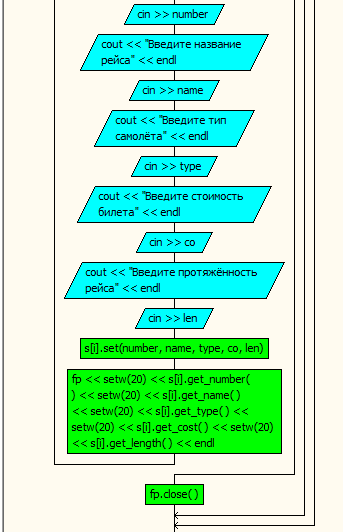 cin >> number
cout << "Введите название
рейса" << endl
cin >> name
cout << "Введите тип
самолёта" << endl
cin >> type
cout << "Введите стоимость
билета" << endl
cin >> co
cout << "Введите протяжённость
рейса" << endl
cin >> len
s[i].set(number, name, type, co, len)
fp << setw(20) << s[i].get_number(
) << setw(20) << s[i].get_name()
<< setw(20) << s[i].get_type() <<
setw(20) << s[i].get_cost() << setw(20)
<< s[i].get_length() << endl
fp.close()